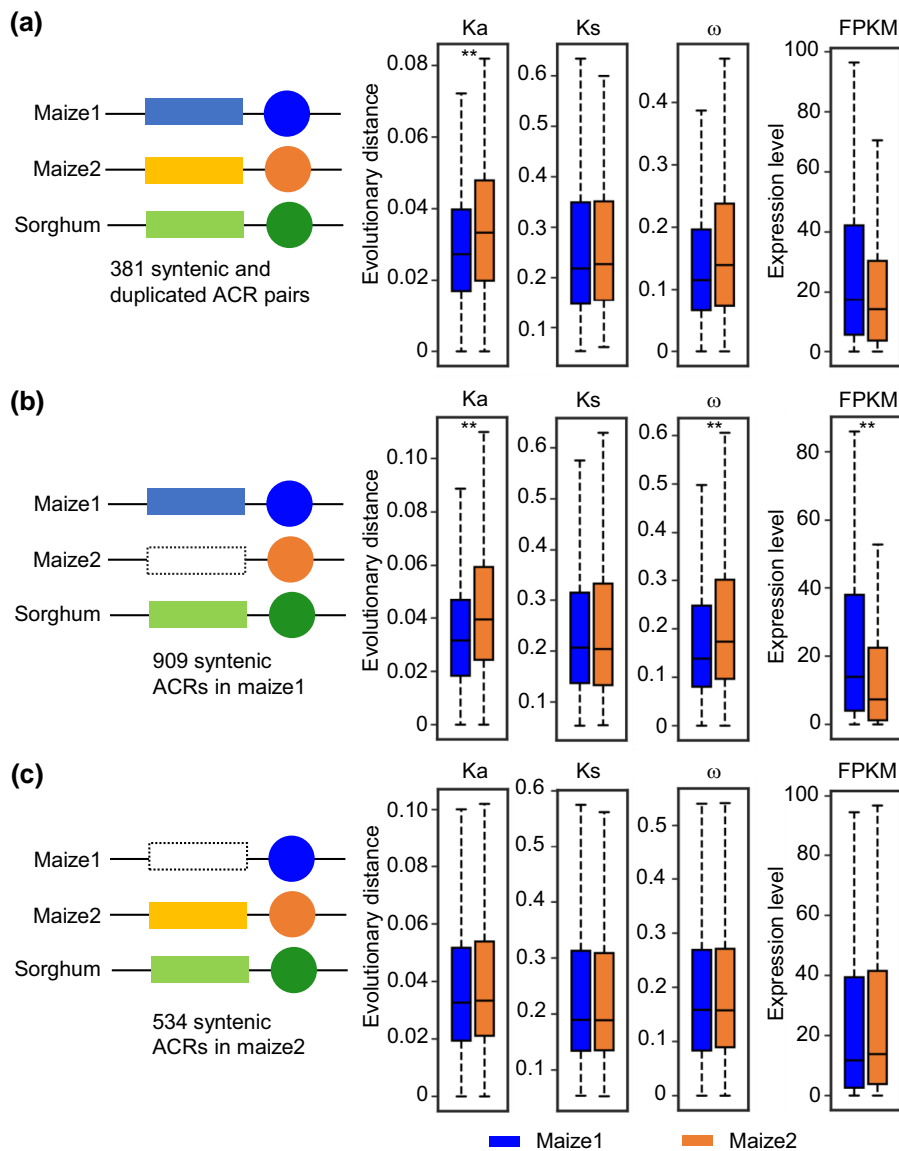 (a)
Maize1
Maize2
Sorghum
381 syntenic and
duplicated ACR pairs
Ka
Ks
ω
FPKM
**
Evolutionary distance
0.08
0.06
0.04
0.02
0
0.6
0.5
0.4
0.3
0.2
0.1
0.4
0.3
0.2
0.1
0
Expression level
100
80
60
40
20
0
(b)
Maize1
Maize2
Sorghum
909 syntenic
ACRs in maize1
Ka
Ks
ω
FPKM
**
**
**
Evolutionary distance
0.10
0.08
0.06
0.04
0.02
0
0.6
0.5
0.4
0.3
0.2
0.1
0.6
0.5
0.4
0.3
0.2
0.1
0
Expression level
80
60
40
20
0
(c)
Maize1
Maize2
Sorghum
534 syntenic
ACRs in maize2
Ka
Ks
ω
FPKM
Evolutionary distance
0.10
0.08
0.06
0.04
0.02
0
0.6
0.5
0.4
0.3
0.2
0.1
0.5
0.4
0.3
0.2
0.1
0
Expression level
100
80
60
40
20
0
Maize1
Maize2